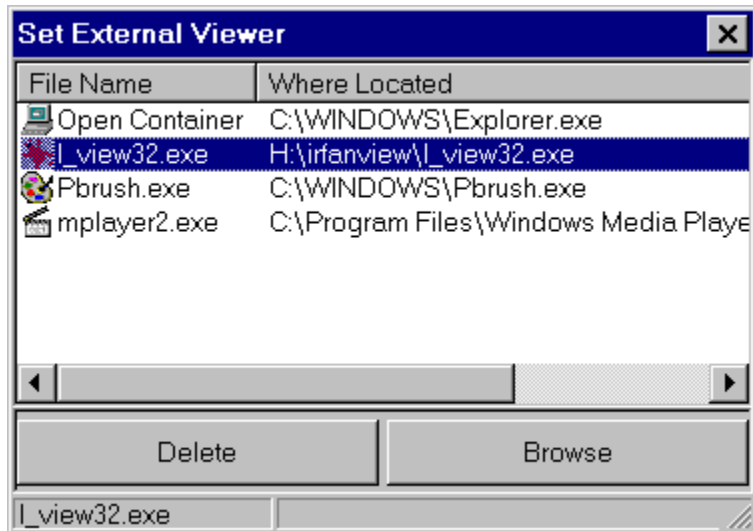 Set External Viewer
File Name Where Located
Open Container C:\WINDOWS\Explorer.exe
I_view32.exe H:\irfanview\I_view32.exe
Pbrush.exe C:\WINDOWS\Pbrush.exe
mplayer2.exe C:\Program Files\Windows Media Playe
Delete Browse
I_view32.exe